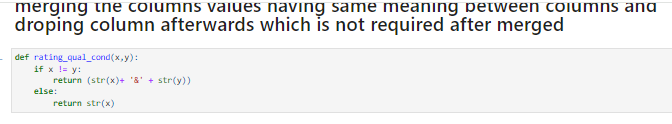 merging the columns values having same meaning between columns and
droping column afterwards which is not required after merged
def rating_qual_cond(x,y):
    if x != y:
        return (str(x)+ '&' + str(y))
    else:
        return str(x)